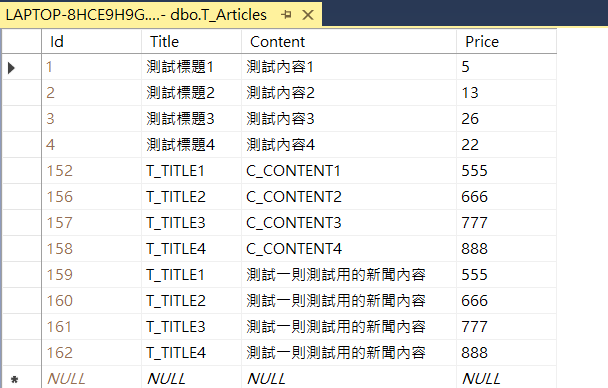 LAPTOP-8HCE9H9G....- dbo.T_Articles
Id Title Content Price
1 測試標題1 測試內容1 5
2 測試標題2 測試內容2 13
3 測試標題3 測試內容3 26
4 測試標題4 測試內容4 22
152 T_TITLE1 C_CONTENT1 555
156 T_TITLE2 C_CONTENT2 666
157 T_TITLE3 C_CONTENT3 777
158 T_TITLE4 C_CONTENT4 888
159 T_TITLE1 測試一則測試用的新聞內容 555
160 T_TITLE2 測試一則測試用的新聞內容 666
161 T_TITLE3 測試一則測試用的新聞內容 777
162 T_TITLE4 測試一則測試用的新聞內容 888
NULL NULL NULL NULL